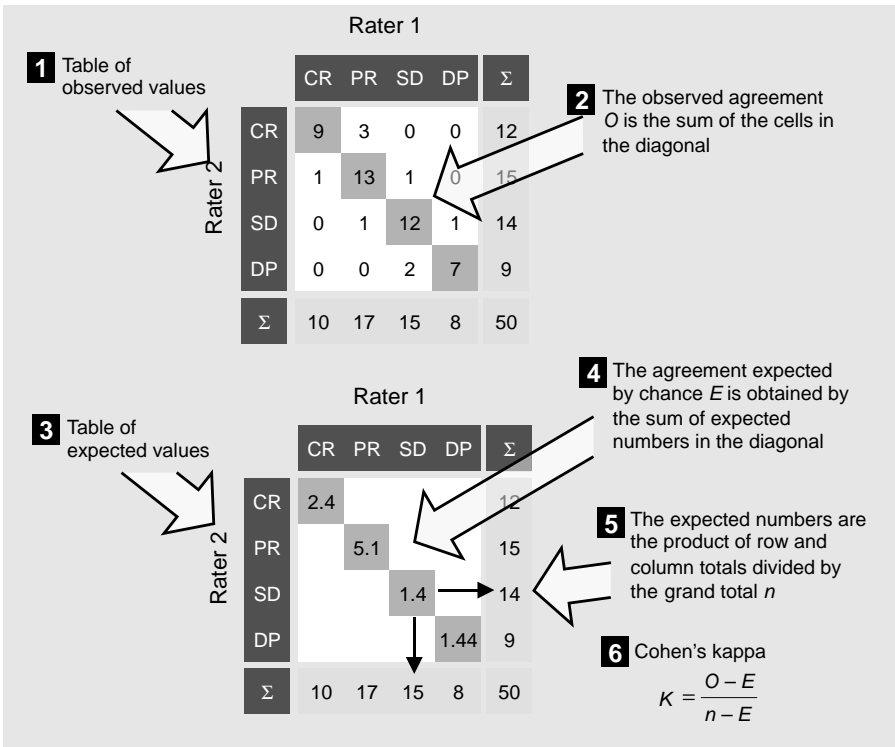 Rater 1
1 Table of
observed values
CR PR SD DP Σ
2 The observed agreement
O is the sum of the cells in
the diagonal
Rater 2
CR 9 3 0 0 12
PR 1 13 1 0 15
SD 0 1 12 1 14
DP 0 0 2 7 9
Σ 10 17 15 8 50
4 The agreement expected
by chance E is obtained by
the sum of expected
numbers in the diagonal
Rater 1
3 Table of
expected values
CR PR SD DP Σ
Rater 2
CR 2.4 12
PR 5.1 15
SD 1.4 14
DP 1.44 9
Σ 10 17 15 8 50
5 The expected numbers are
the product of row and
column totals divided by
the grand total n
6 Cohen's kappa
K = O – E
n – E